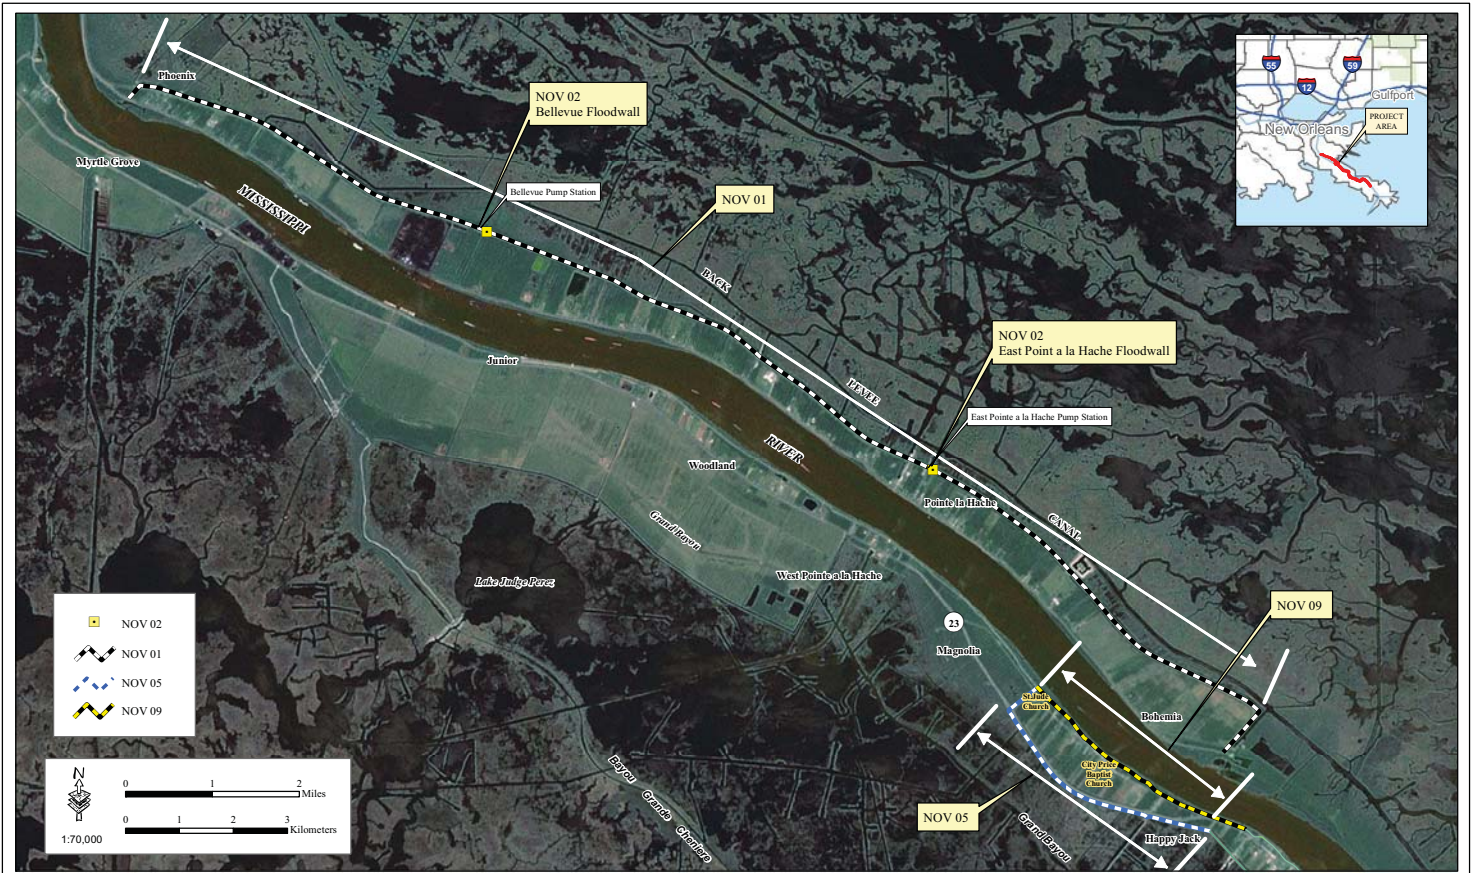 Phoenix
Myrtle Grove
MISSISSIPPI
NOV 02
Bellevue Floodwall
Bellevue Pump Station
NOV 01
BACK
55
59
12
Gulfport
New Orleans
PROJECT
AREA
NOV 02
East Point a la Hache Floodwall
Junior
LEVEE
East Pointe a la Hache Pump Station
RIVER
Woodland
Pointe la Hache
Grand Bayou
CANAL
West Pointe a la Hache
Lake Judge Perez
NOV 09
23
Magnolia
St. Jude
Church
Bohemia
City Price
Baptist
Church
NOV 05
Happy Jack
Grand Bayou
Bayou Grande Cheniere
NOV 02
NOV 01
NOV 05
NOV 09
N
1:70,000
0 1 2
Miles
0 1 2 3
Kilometers